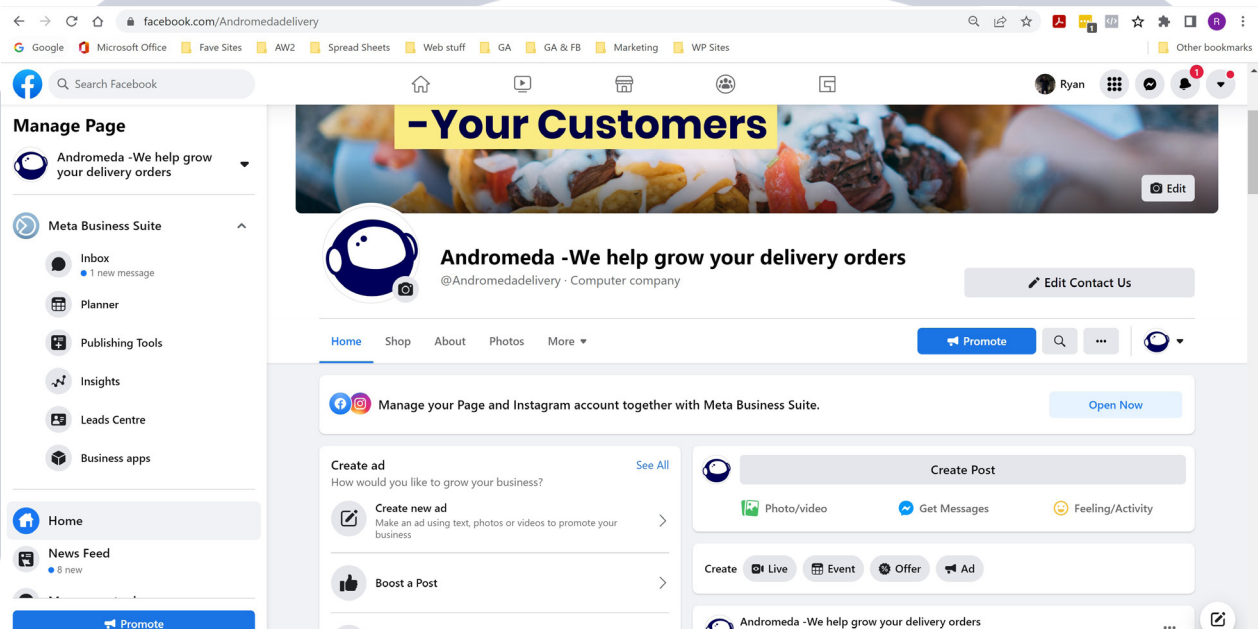 facebook.com/Andromedadelivery
1
R
Google
Microsoft Office
Fave Sites
AW2
Spread Sheets
Web stuff
GA
GA & FB
Marketing
WP Sites
Other bookmarks
Search Facebook
Ryan
1
Manage Page
Andromeda -We help grow
your delivery orders
Meta Business Suite
Inbox
1 new message
Planner
Publishing Tools
Insights
Leads Centre
Business apps
Home
News Feed
8 new
Promote
-Your Customers
Edit
Andromeda -We help grow your delivery orders
@Andromedadelivery · Computer company
Edit Contact Us
Home
Shop
About
Photos
More
Promote
Manage your Page and Instagram account together with Meta Business Suite.
Open Now
Create ad
See All
How would you like to grow your business?
Create new ad
Make an ad using text, photos or videos to promote your
business
Boost a Post
Create Post
Photo/video
Get Messages
Feeling/Activity
Create
Live
Event
Offer
Ad
Andromeda -We help grow your delivery orders